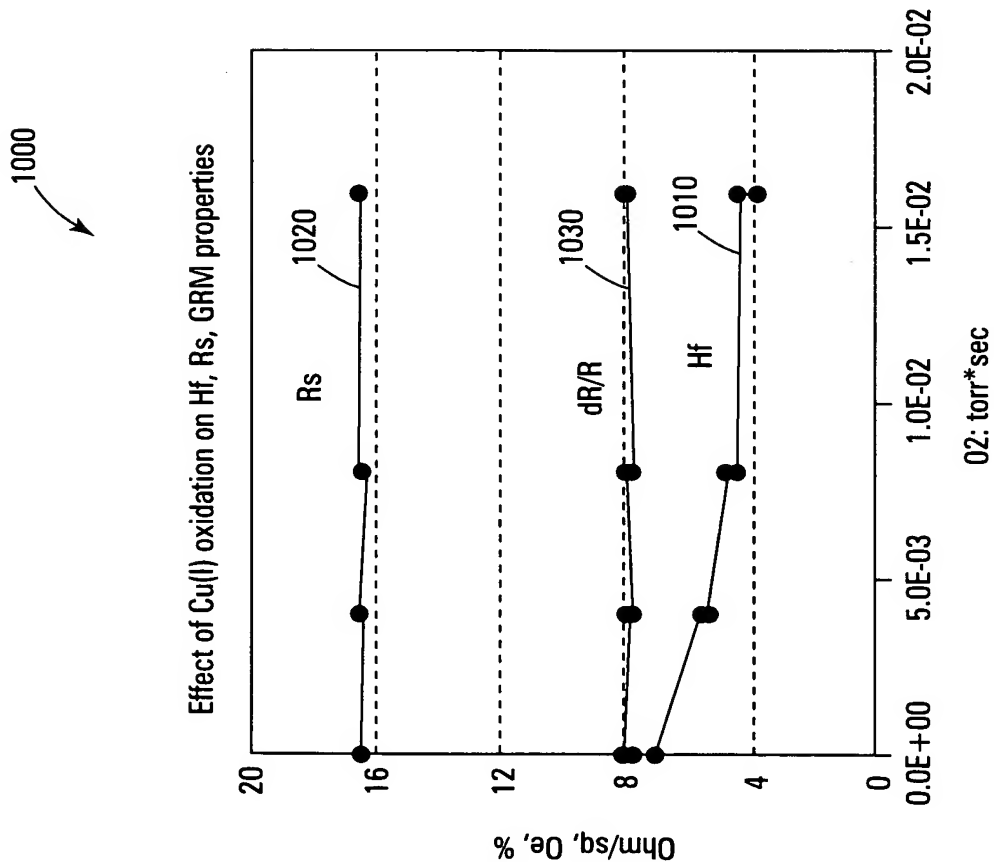 1000
Effect of Cu(I) oxidation on Hf, Rs, GRM properties
20
16
12
8
4
0
Ohm/sq, Oe, %
Rs
1020
dR/R
1030
Hf
1010
0.0E+00
5.0E-03
1.0E-02
1.5E-02
2.0E-02
02: torr*sec